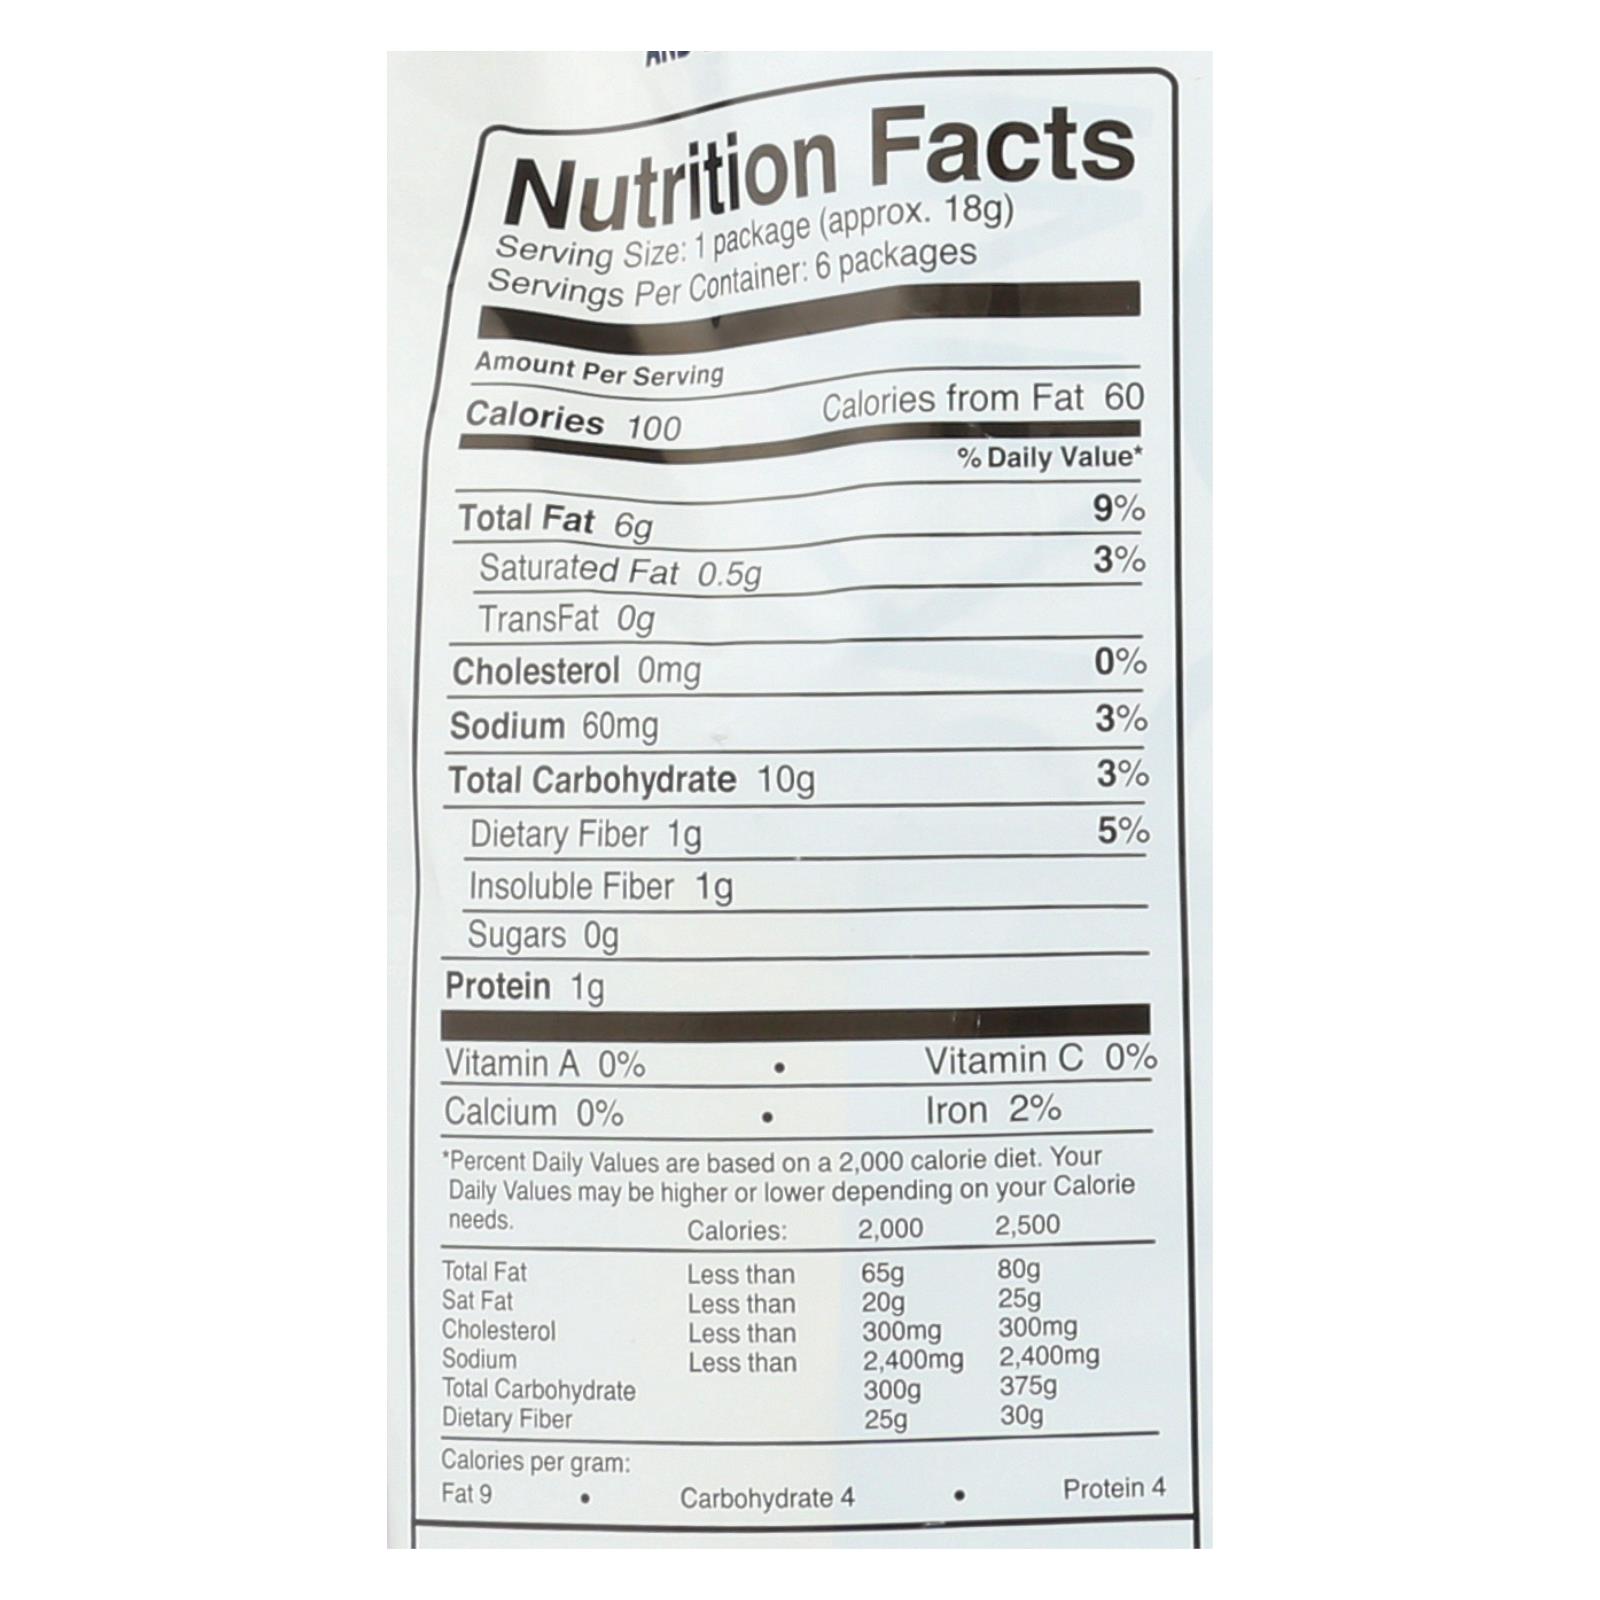 Nutrition Facts
Serving Size: 1 package (approx. 18g)
Servings Per Container: 6 packages
Amount Per Serving
Calories 100 Calories from Fat 60
% Daily Value*
Total Fat 6g 9%
Saturated Fat 0.5g 3%
TransFat 0g
Cholesterol 0mg 0%
Sodium 60mg 3%
Total Carbohydrate 10g 3%
Dietary Fiber 1g 5%
Insoluble Fiber 1g
Sugars 0g
Protein 1g
Vitamin A 0% • Vitamin C 0%
Calcium 0% • Iron 2%
*Percent Daily Values are based on a 2,000 calorie diet. Your
Daily Values may be higher or lower depending on your Calorie
needs.
Calories: 2,000 2,500
Total Fat Less than 65g 80g
Sat Fat Less than 20g 25g
Cholesterol Less than 300mg 300mg
Sodium Less than 2,400mg 2,400mg
Total Carbohydrate 300g 375g
Dietary Fiber 25g 30g
Calories per gram:
Fat 9 • Carbohydrate 4 • Protein 4